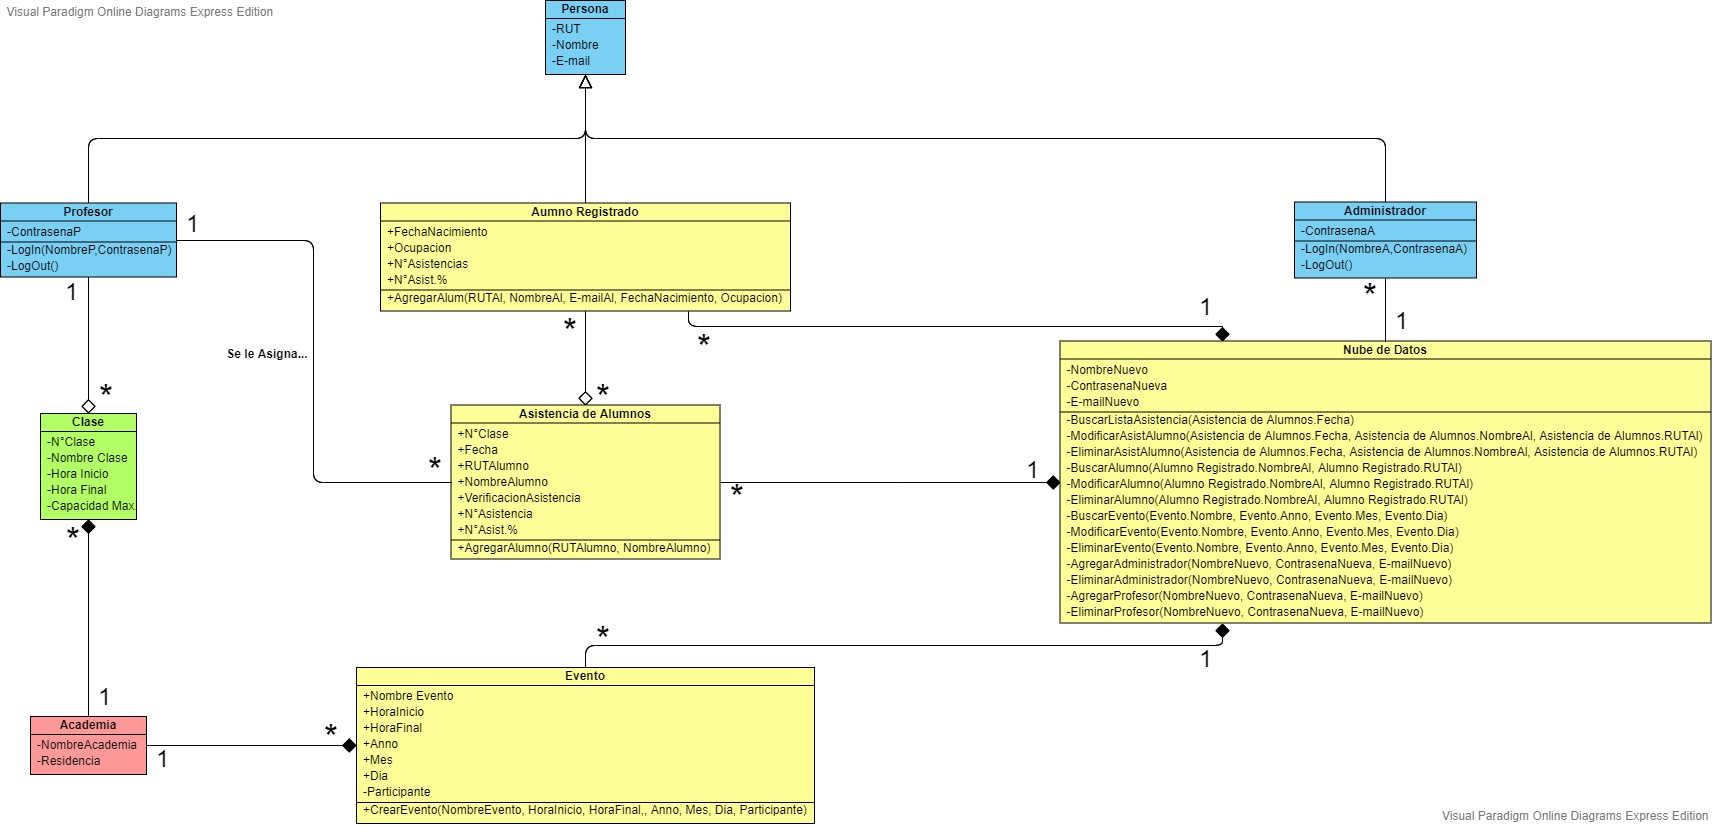 Visual Paradigm Online Diagrams Express Edition
Persona
-RUT
-Nombre
-E-mail
Profesor
-ContrasenaP
-LogIn(NombreP,ContrasenaP)
-LogOut()
1
1
Aumno Registrado
+FechaNacimiento
+Ocupacion
+N°Asistencias
+N°Asist.%
+AgregarAlum(RUTAl, NombreAl, E-mailAl, FechaNacimiento, Ocupacion)
*
*
1
Administrador
-ContrasenaA
-LogIn(NombreA,ContrasenaA)
-LogOut()
*
1
Se le Asigna...
*
Clase
-N°Clase
-Nombre Clase
-Hora Inicio
-Hora Final
-Capacidad Max.
*
1
*
*
Asistencia de Alumnos
+N°Clase
+Fecha
+RUTAlumno
+NombreAlumno
+VerificacionAsistencia
+N°Asistencia
+N°Asist.%
+AgregarAlumno(RUTAlumno, NombreAlumno)
*
1
Nube de Datos
-NombreNuevo
-ContrasenaNueva
-E-mailNuevo
-BuscarListaAsistencia(Asistencia de Alumnos.Fecha)
-ModificarAsistAlumno(Asistencia de Alumnos.Fecha, Asistencia de Alumnos.NombreAl, Asistencia de Alumnos.RUTAl)
-EliminarAsistAlumno(Asistencia de Alumnos.Fecha, Asistencia de Alumnos.NombreAl, Asistencia de Alumnos.RUTAl)
-BuscarAlumno(Alumno Registrado.NombreAl, Alumno Registrado.RUTAl)
-ModificarAlumno(Alumno Registrado.NombreAl, Alumno Registrado.RUTAl)
-EliminarAlumno(Alumno Registrado.NombreAl, Alumno Registrado.RUTAl)
-BuscarEvento(Evento.Nombre, Evento.Anno, Evento.Mes, Evento.Dia)
-ModificarEvento(Evento.Nombre, Evento.Anno, Evento.Mes, Evento.Dia)
-EliminarEvento(Evento.Nombre, Evento.Anno, Evento.Mes, Evento.Dia)
-AgregarAdministrador(NombreNuevo, ContrasenaNueva, E-mailNuevo)
-EliminarAdministrador(NombreNuevo, ContrasenaNueva, E-mailNuevo)
-AgregarProfesor(NombreNuevo, ContrasenaNueva, E-mailNuevo)
-EliminarProfesor(NombreNuevo, ContrasenaNueva, E-mailNuevo)
*
1
Academia
-NombreAcademia
-Residencia
1
*
Evento
+Nombre Evento
+HoraInicio
+HoraFinal
+Anno
+Mes
+Dia
-Participante
+CrearEvento(NombreEvento, HoraInicio, HoraFinal,, Anno, Mes, Dia, Participante)
Visual Paradigm Online Diagrams Express Edition